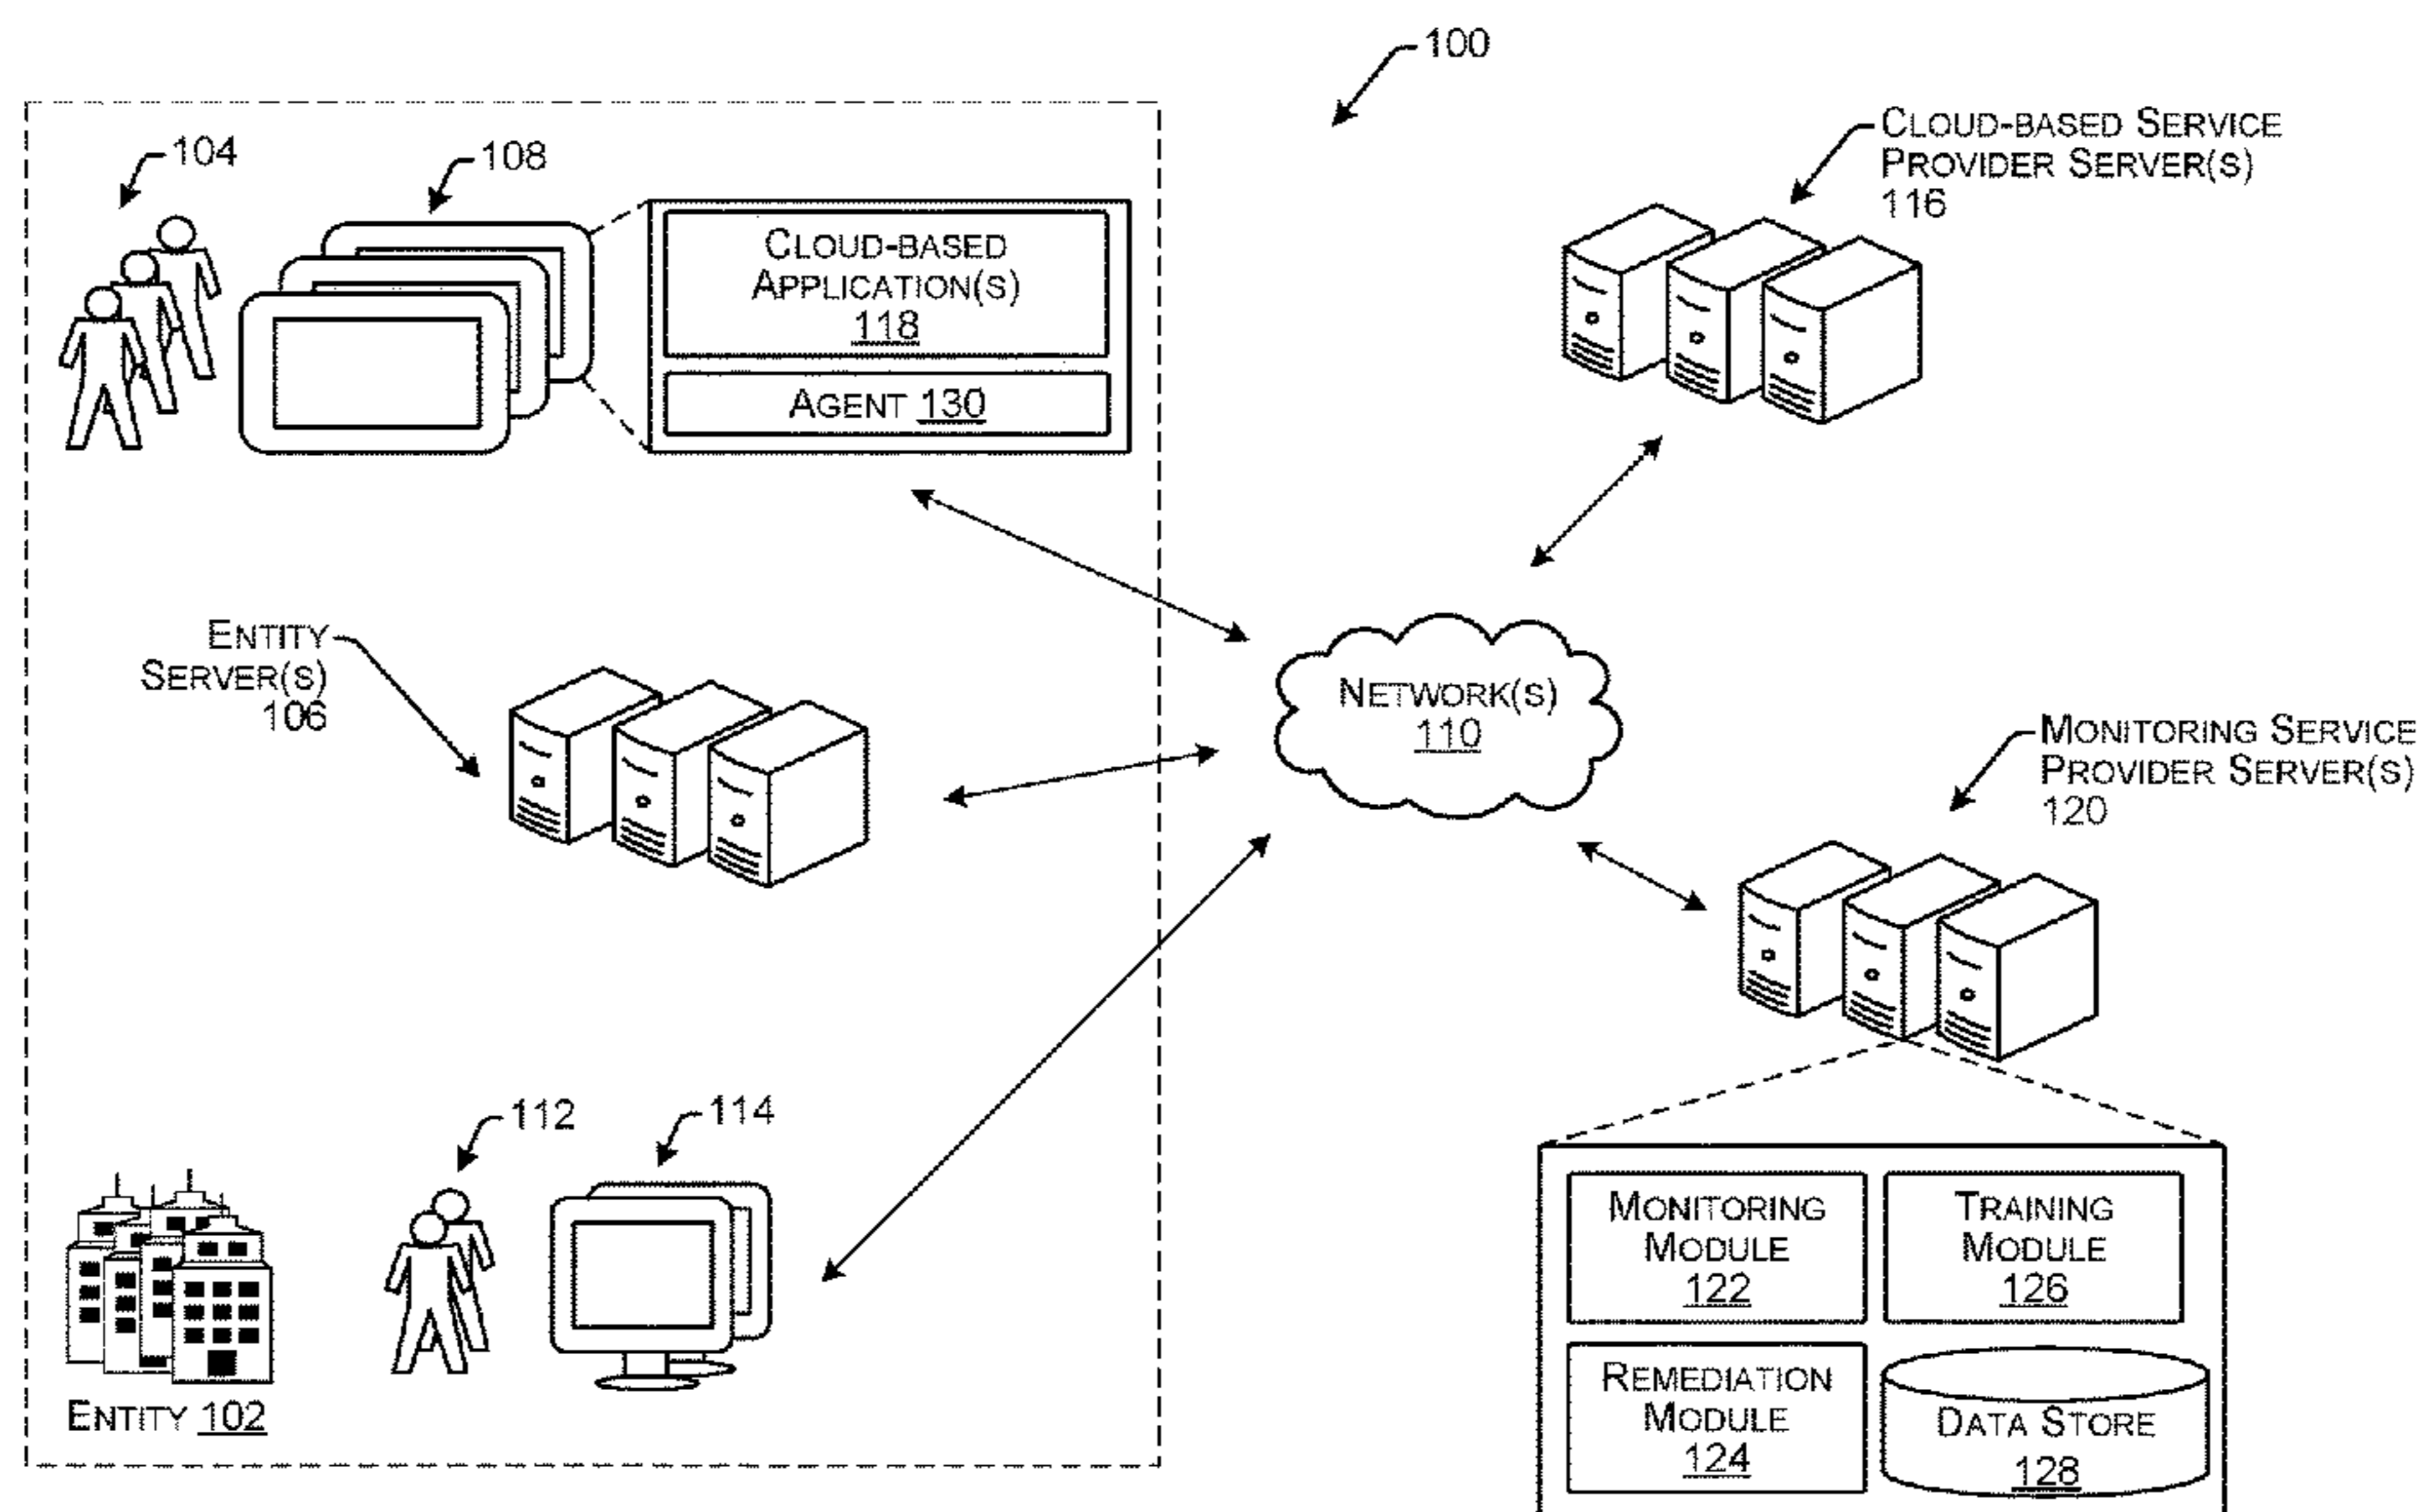 100
CLOUD-BASED SERVICE
PROVIDER SERVER(S)
116
104
108
CLOUD-BASED
APPLICATION(S)
118
AGENT 130
ENTITY
SERVER(S)
106
NETWORK(S)
110
MONITORING SERVICE
PROVIDER SERVER(S)
120
112
114
ENTITY 102
MONITORING
MODULE
122
TRAINING
MODULE
126
REMEDIATION
MODULE
124
DATA STORE
128